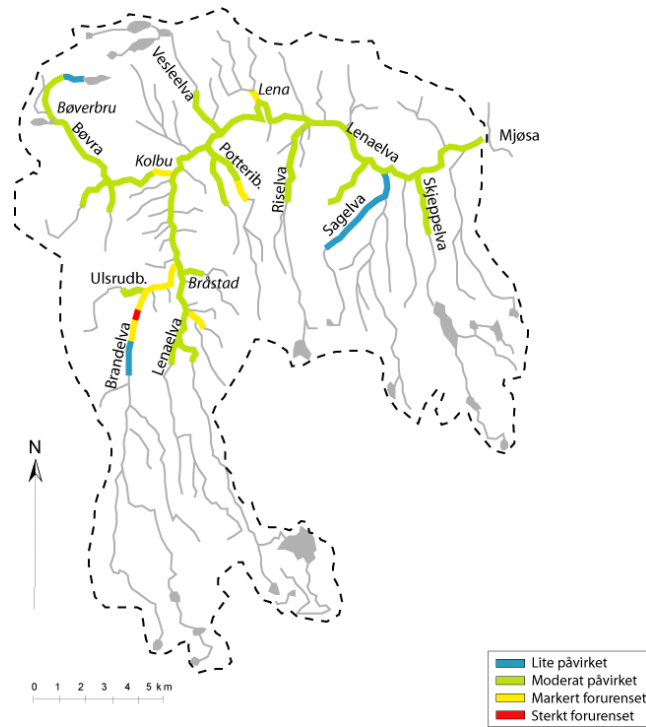 Vesleelva
Lena
Bøverbru
Bøvra
Lenaelva
Mjøsa
Kolbu
Potterib.
Riselva
Sagelva
Skjeppelva
Ulsrudb.
Bråstad
Brandelva
Lenaelva
N
0 1 2 3 4 5 km
Lite påvirket
Moderat påvirket
Markert forurenset
Sterkt forurenset